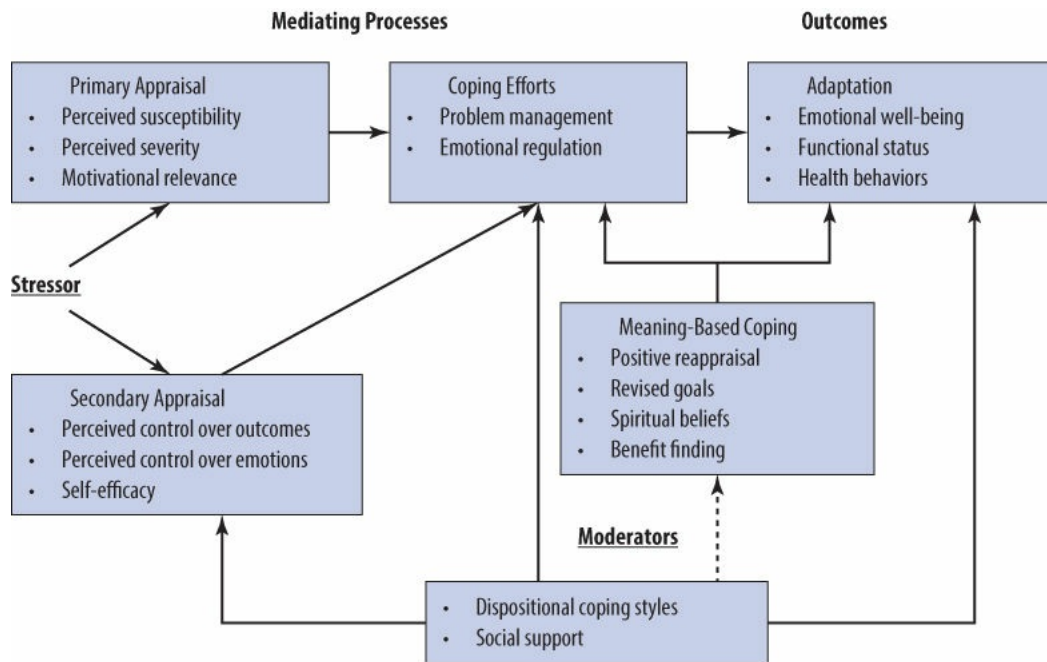 Mediating Processes
Outcomes
Primary Appraisal
• Perceived susceptibility
• Perceived severity
• Motivational relevance
Coping Efforts
• Problem management
• Emotional regulation
Adaptation
• Emotional well-being
• Functional status
• Health behaviors
Stressor
Meaning-Based Coping
• Positive reappraisal
• Revised goals
• Spiritual beliefs
• Benefit finding
Secondary Appraisal
• Perceived control over outcomes
• Perceived control over emotions
• Self-efficacy
Moderators
• Dispositional coping styles
• Social support